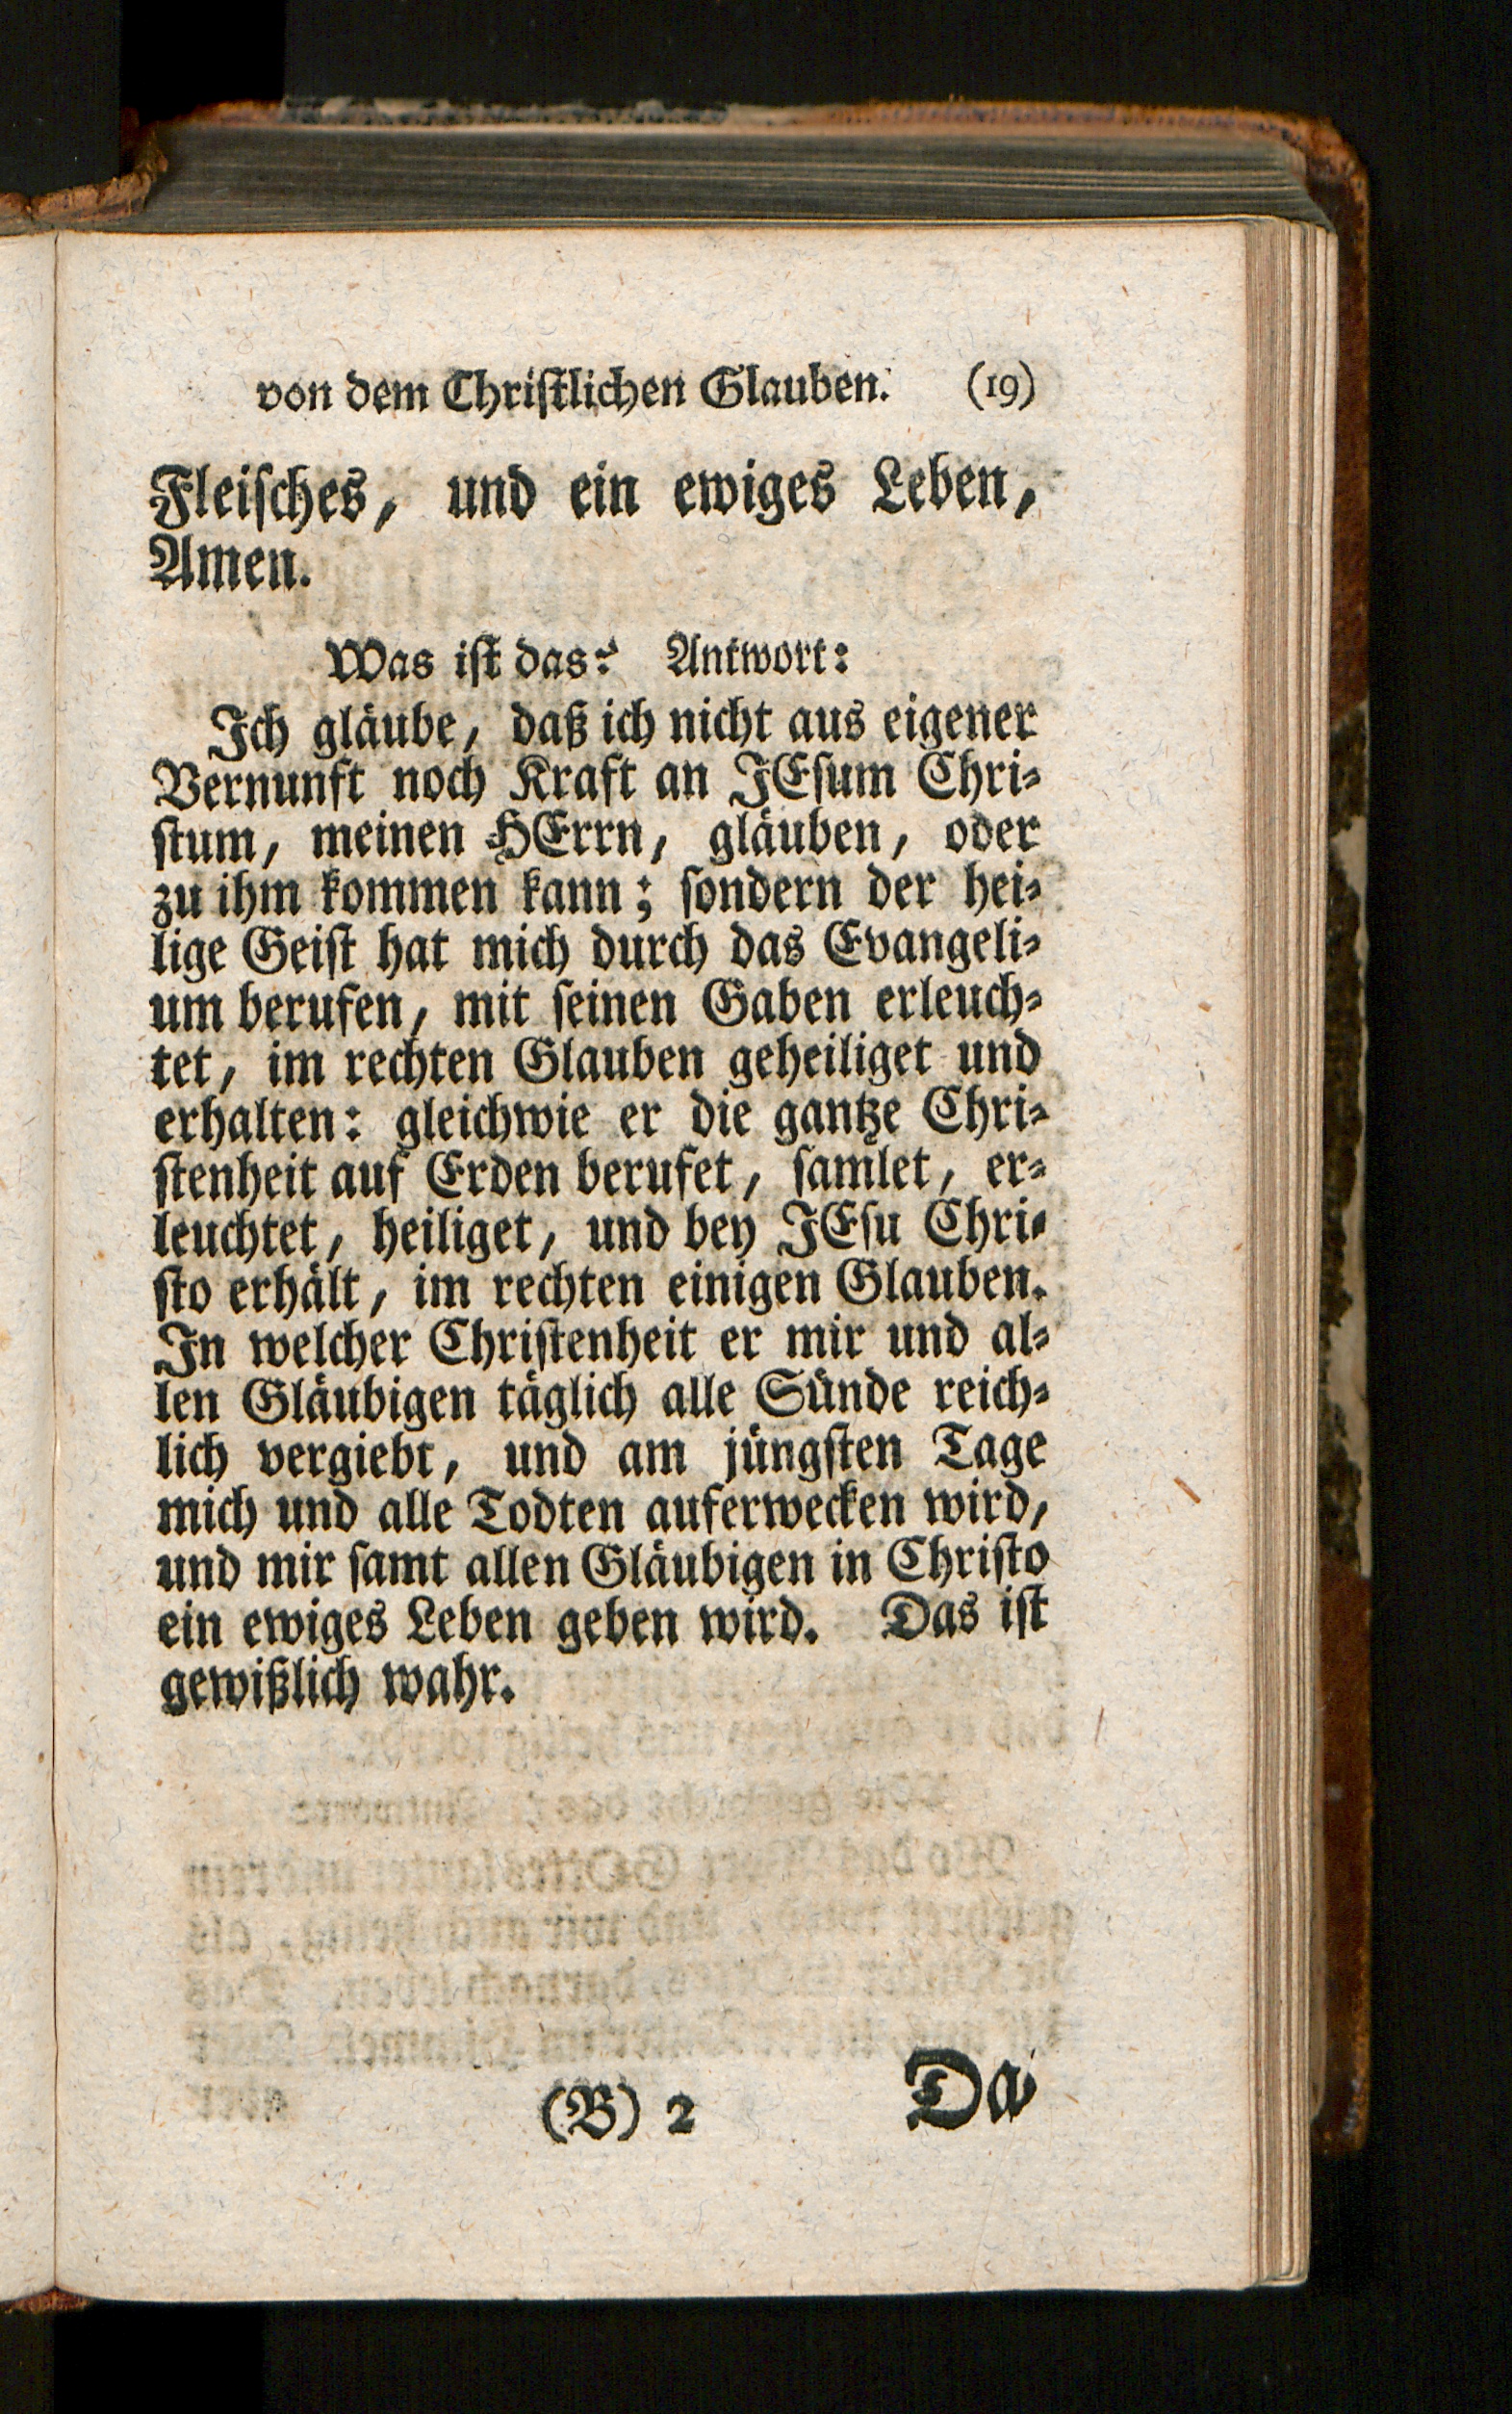 von dem Christlichen Glauben. (19)
Fleisches, und ein ewiges Leben,
Amen.
Was ist das? Antwort:
Ich gläube, daß ich nicht aus eigener
Vernunft noch Kraft an JEsum Chri-
stum, meinen HErrn, gläuben, oder
zu ihm kommen kann; sondern der hei-
lige Geist hat mich durch das Evangeli-
um berufen, mit seinen Gaben erleuch-
tet, im rechten Glauben geheiliget und
erhalten: gleichwie er die gantze Chri-
stenheit auf Erden berufet, samlet, er-
leuchtet, heiliget, und bey JEsu Chri-
sto erhält, im rechten einigen Glauben.
In welcher Christenheit er mir und al-
len Gläubigen täglich alle Sünde reich-
lich vergiebt, und am jüngsten Tage
mich und alle Todten auferwecken wird,
und mir samt allen Gläubigen in Christo
ein ewiges Leben geben wird. Das ist
gewißlich wahr.
(B) 2 Da